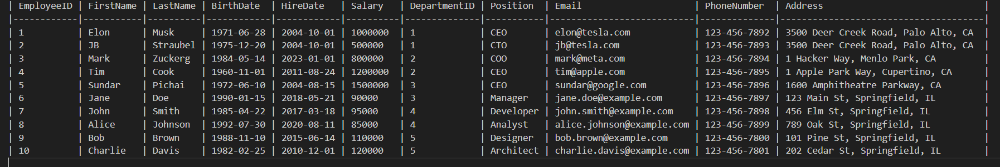 | EmployeeID | FirstName | LastName | BirthDate | HireDate | Salary | DepartmentID | Position | Email | PhoneNumber | Address |
|------------|-----------|----------|------------|------------|----------|--------------|-----------|---------------------------|--------------|--------------------------------------|
| 1 | Elon | Musk | 1971-06-28 | 2004-10-01 | 1000000 | 1 | CEO | elon@tesla.com | 123-456-7892 | 3500 Deer Creek Road, Palo Alto, CA |
| 2 | JB | Straubel | 1975-12-20 | 2004-10-01 | 500000 | 1 | CTO | jb@tesla.com | 123-456-7893 | 3500 Deer Creek Road, Palo Alto, CA |
| 3 | Mark | Zuckerg | 1984-05-14 | 2023-01-01 | 800000 | 2 | COO | mark@meta.com | 123-456-7894 | 1 Hacker Way, Menlo Park, CA |
| 4 | Tim | Cook | 1960-11-01 | 2011-08-24 | 1200000 | 2 | CEO | tim@apple.com | 123-456-7895 | 1 Apple Park Way, Cupertino, CA |
| 5 | Sundar | Pichai | 1972-06-10 | 2004-08-15 | 1500000 | 3 | CEO | sundar@google.com | 123-456-7896 | 1600 Amphitheatre Parkway, CA |
| 6 | Jane | Doe | 1990-01-15 | 2018-05-21 | 90000 | 3 | Manager | jane.doe@example.com | 123-456-7897 | 123 Main St, Springfield, IL |
| 7 | John | Smith | 1985-04-22 | 2017-03-18 | 95000 | 4 | Developer | john.smith@example.com | 123-456-7898 | 456 Elm St, Springfield, IL |
| 8 | Alice | Johnson | 1992-07-30 | 2020-08-11 | 85000 | 4 | Analyst | alice.johnson@example.com | 123-456-7899 | 789 Oak St, Springfield, IL |
| 9 | Bob | Brown | 1988-11-10 | 2015-06-14 | 110000 | 5 | Designer | bob.brown@example.com | 123-456-7800 | 101 Pine St, Springfield, IL |
| 10 | Charlie | Davis | 1982-02-25 | 2010-12-01 | 120000 | 5 | Architect | charlie.davis@example.com | 123-456-7801 | 202 Cedar St, Springfield, IL |